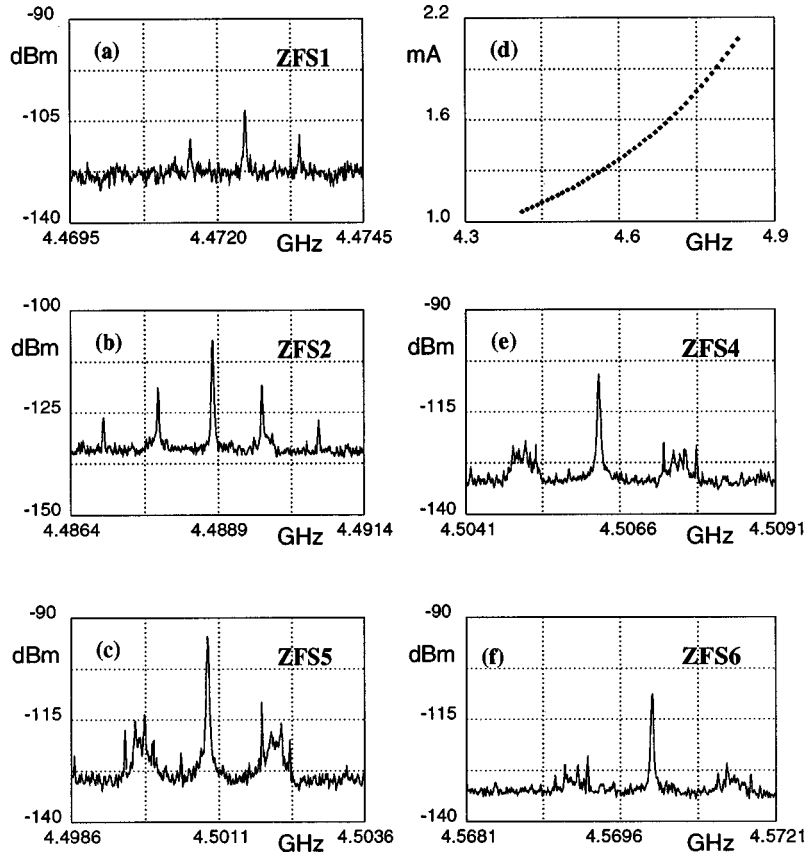 -90
dBm
(a)
ZFS1
-105
-140
4.4695
4.4720
GHz
4.4745
2.2
mA
(d)
1.6
1.0
4.3
4.6
GHz
4.9
-100
dBm
(b)
ZFS2
-125
-150
4.4864
4.4889
GHz
4.4914
-90
dBm
(e)
ZFS4
-115
-140
4.5041
4.5066
GHz
4.5091
-90
dBm
(c)
ZFS5
-115
-140
4.4986
4.5011
GHz
4.5036
-90
dBm
(f)
ZFS6
-115
-140
4.5681
4.5696
GHz
4.5721